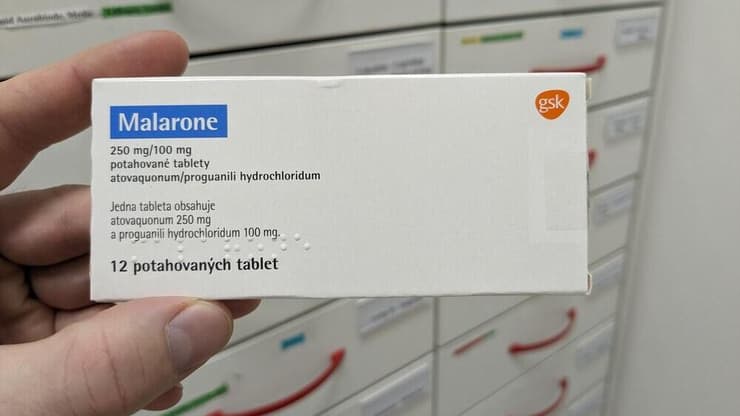 Malarone
gsk
250 mg/100 mg
potahované tablety
atovaquonum/proguanili hydrochloridum
Jedna tableta obsahuje
atovaquonum 250 mg
a proguanili hydrochloridum 100 mg.
12 potahovaných tablet